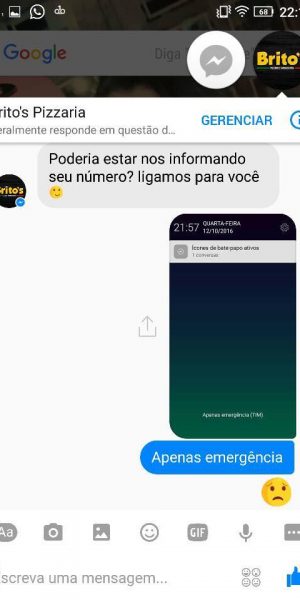 68 22:
Google
Diga
Brito's
rito's Pizzaria
eralmente responde em questão d...
GERENCIAR
Poderia estar nos informando
seu número? ligamos para você
Brito's
21:57 QUARTA-FEIRA
12/10/2016
Ícones de bate-papo ativos
1 conversas
Apenas emergência (TIM)
Apenas emergência
Aa
GIF
screva uma mensagem...